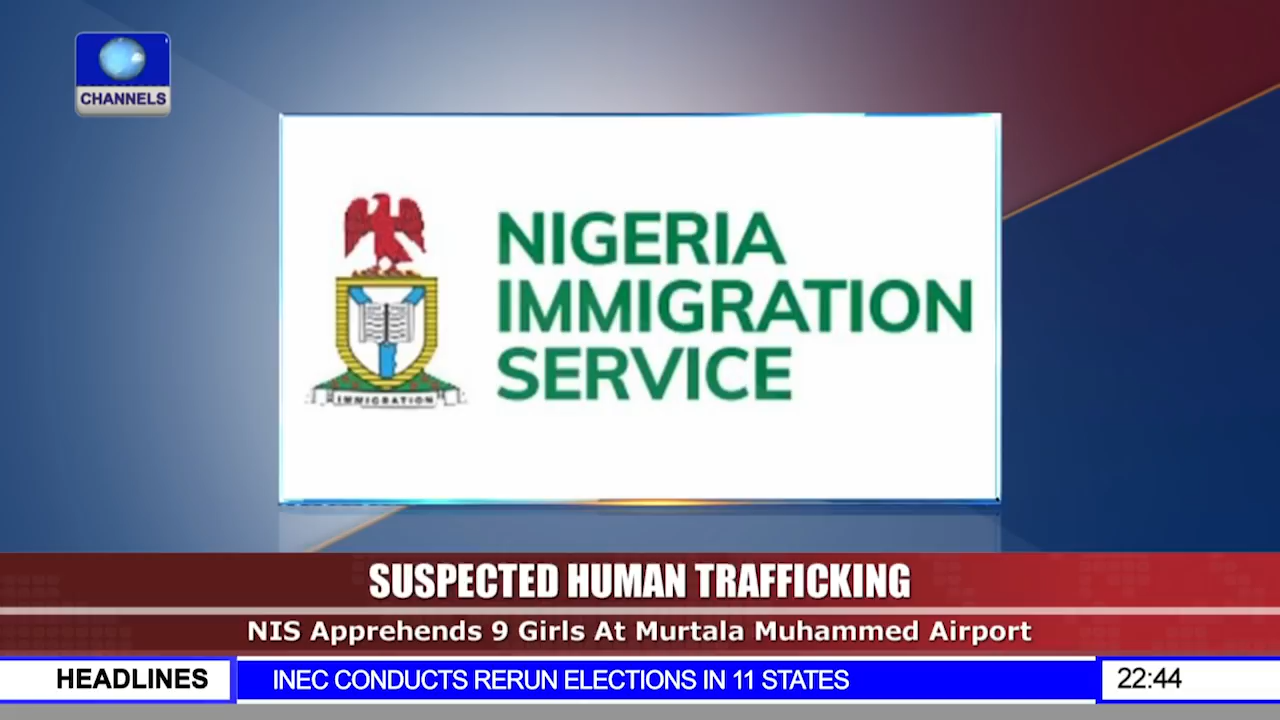 CHANNELS
NIGERIA
IMMIGRATION
SERVICE
IMMIGRATION
SUSPECTED HUMAN TRAFFICKING
NIS Apprehends 9 Girls At Murtala Muhammed Airport
HEADLINES
INEC CONDUCTS RERUN ELECTIONS IN 11 STATES
22:44